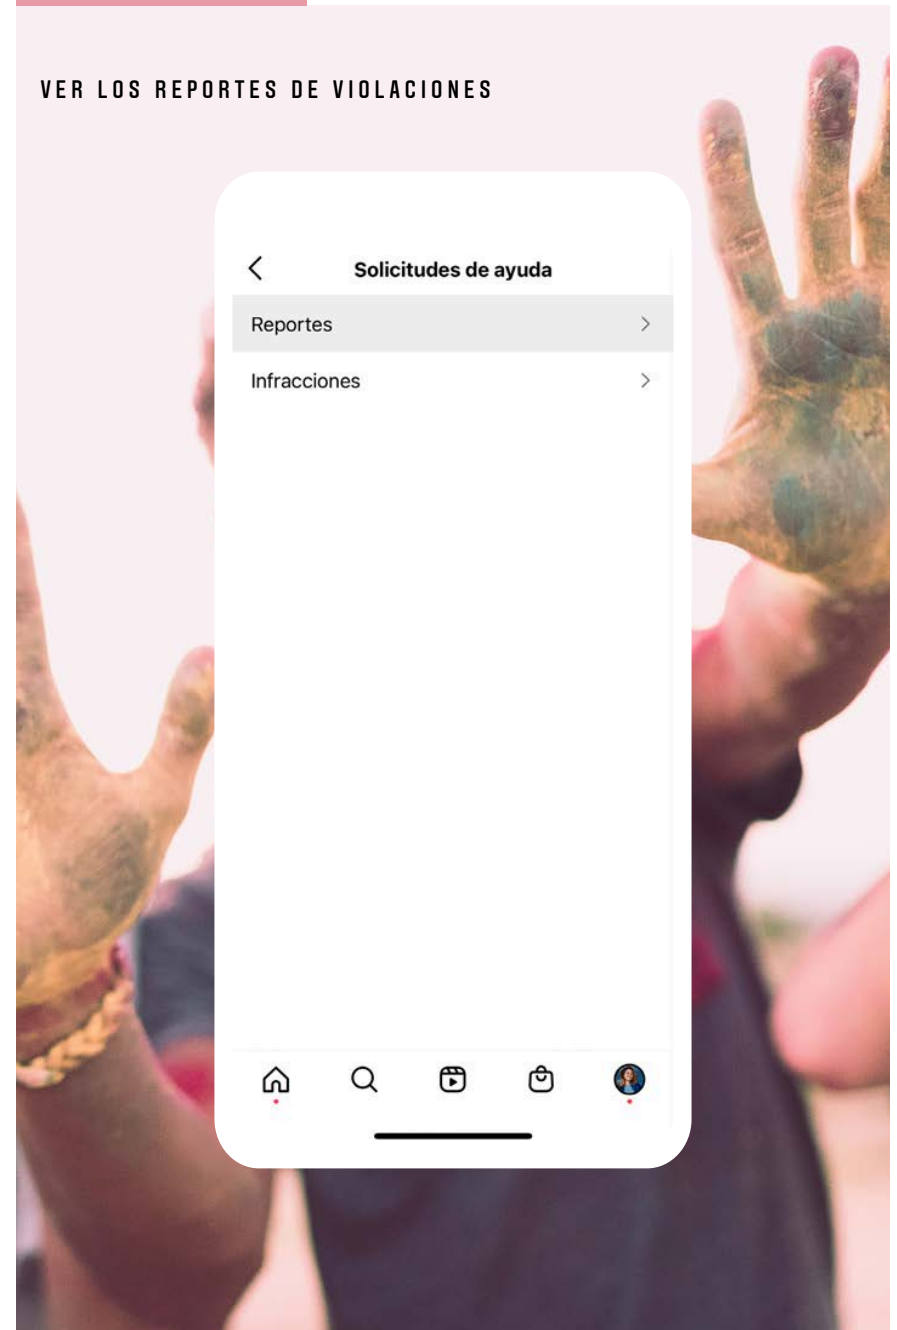 VER LOS REPORTES DE VIOLACIONES
Solicitudes de ayuda
Reportes
Infracciones